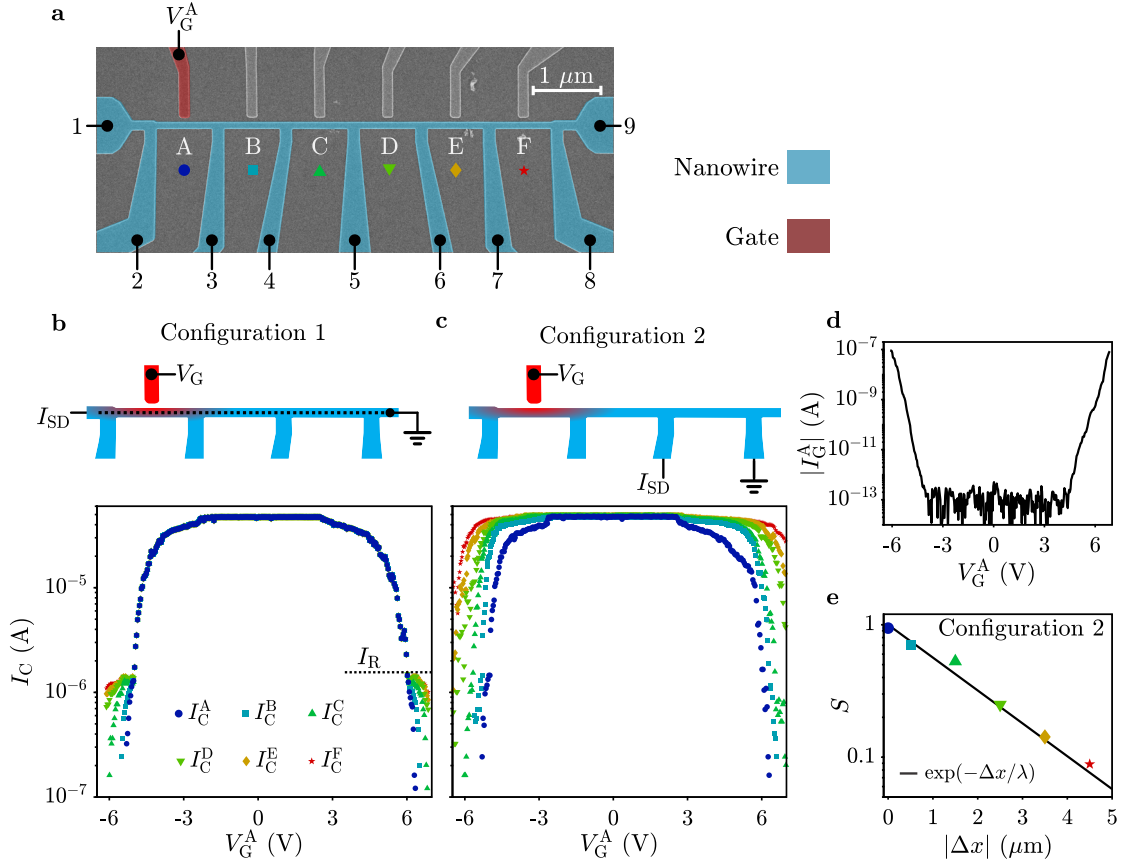 a
V_G^A
1 μm
1
9
A B C D E F
2 3 4 5 6 7 8
Nanowire
Gate
b
Configuration 1
V_G
I_SD
c
Configuration 2
V_G
I_SD
d
|I_G^A| (A)
10^-7
10^-9
10^-11
10^-13
-6 -3 0 3 6
V_G^A (V)
I_C (A)
10^-5
10^-6
10^-7
I_R
I_C^A I_C^B I_C^C
I_C^D I_C^E I_C^F
-6 -3 0 3 6
V_G^A (V)
-6 -3 0 3 6
V_G^A (V)
e
Configuration 2
S
1
0.1
exp(−Δx/λ)
0 1 2 3 4 5
|Δx| (μm)